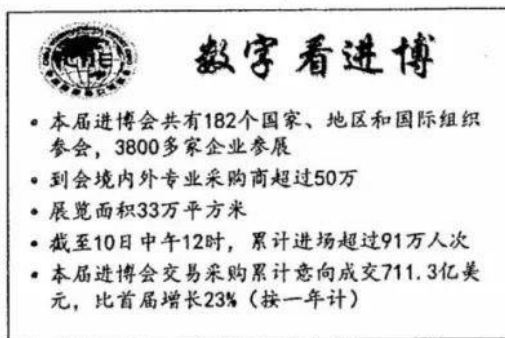 数字看进博
• 本届进博会共有182个国家、地区和国际组织
参会，3800多家企业参展
• 到会境内外专业采购商超过50万
• 展览面积33万平方米
• 截至10日中午12时，累计进场超过91万人次
• 本届进博会交易采购累计意向成交711.3亿美
元，比首届增长23%（按一年计）